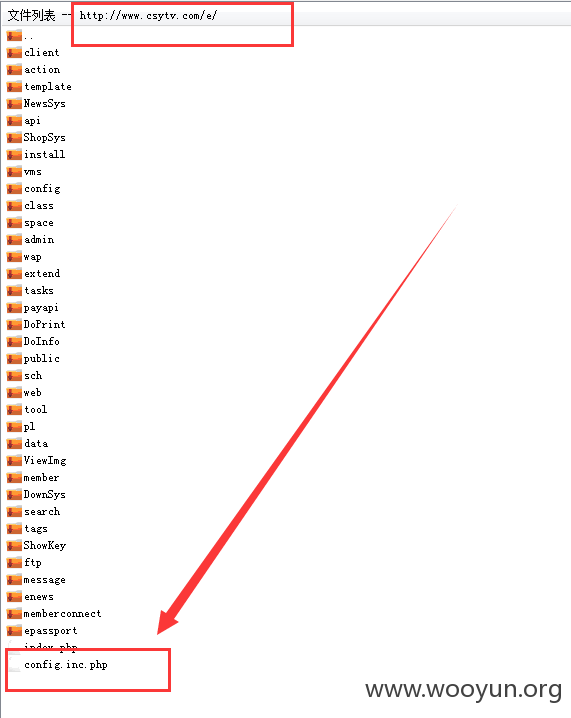 文件列表 -- http://www.csytv.com/e/
..
client
action
template
NewsSys
api
ShopSys
install
vms
config
class
space
admin
wap
extend
tasks
payapi
DoPrint
DoInfo
public
sch
web
tool
pl
data
ViewImg
member
DownSys
search
tags
ShowKey
ftp
message
enews
memberconnect
epassport
index.php
config.inc.php
www.wooyun.org